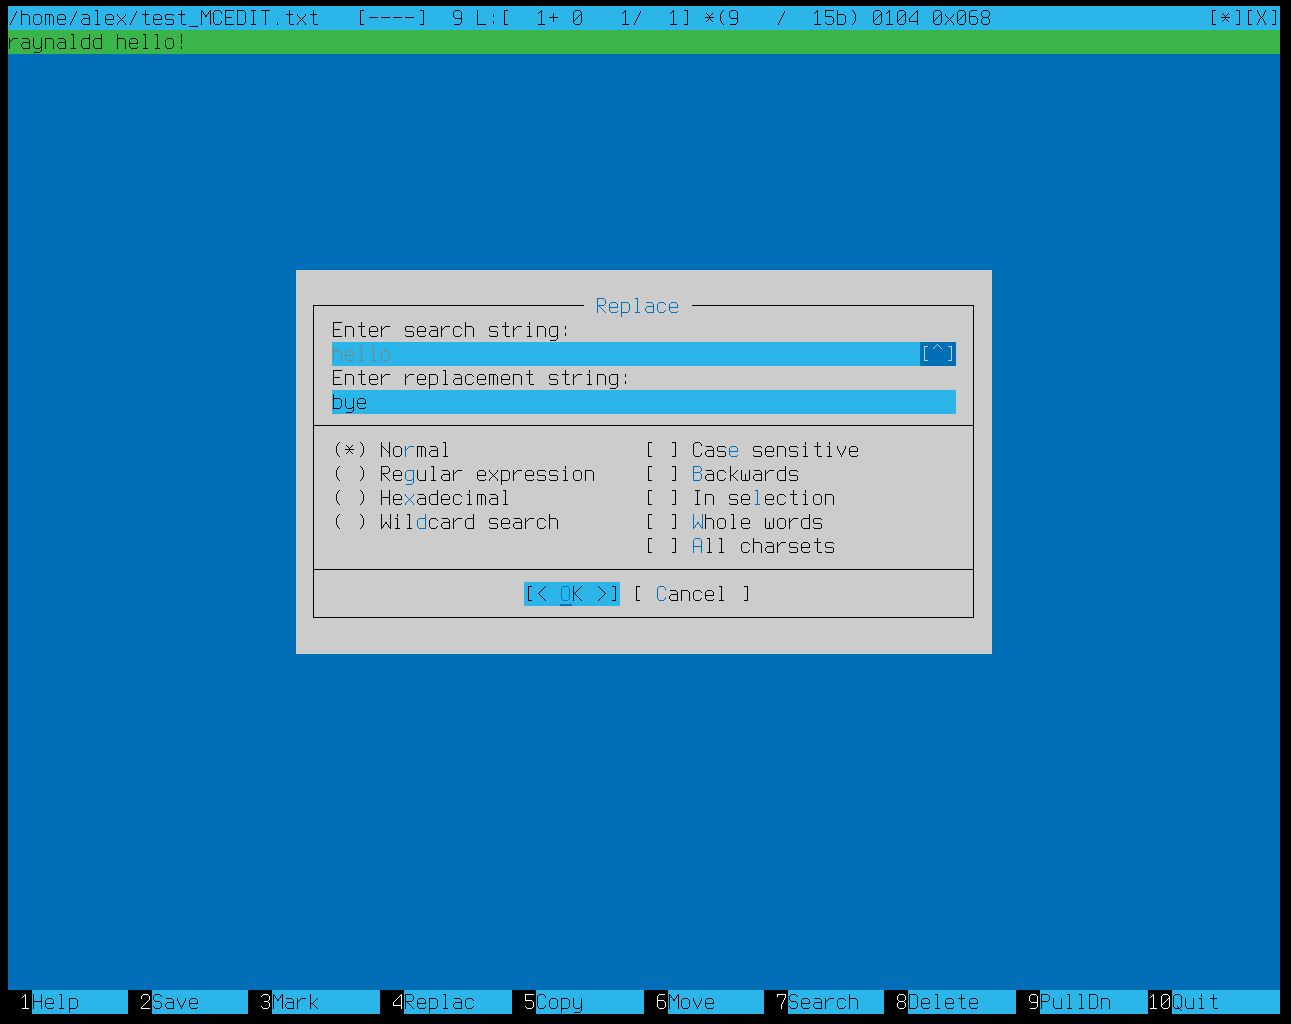 /home/alex/test_MCEDIT.txt   [----]  9 L:[  1+ 0   1/  1] *(9   /  15b) 0104 0x068                  [*][X]
raynaldd hello!
Replace
Enter search string:
hello [^]
Enter replacement string:
bye
(*) Normal [ ] Case sensitive
( ) Regular expression [ ] Backwards
( ) Hexadecimal [ ] In selection
( ) Wildcard search [ ] Whole words
[ ] All charsets
[< OK >] [ Cancel ]
1Help 2Save 3Mark 4Replac 5Copy 6Move 7Search 8Delete 9PullDn 10Quit